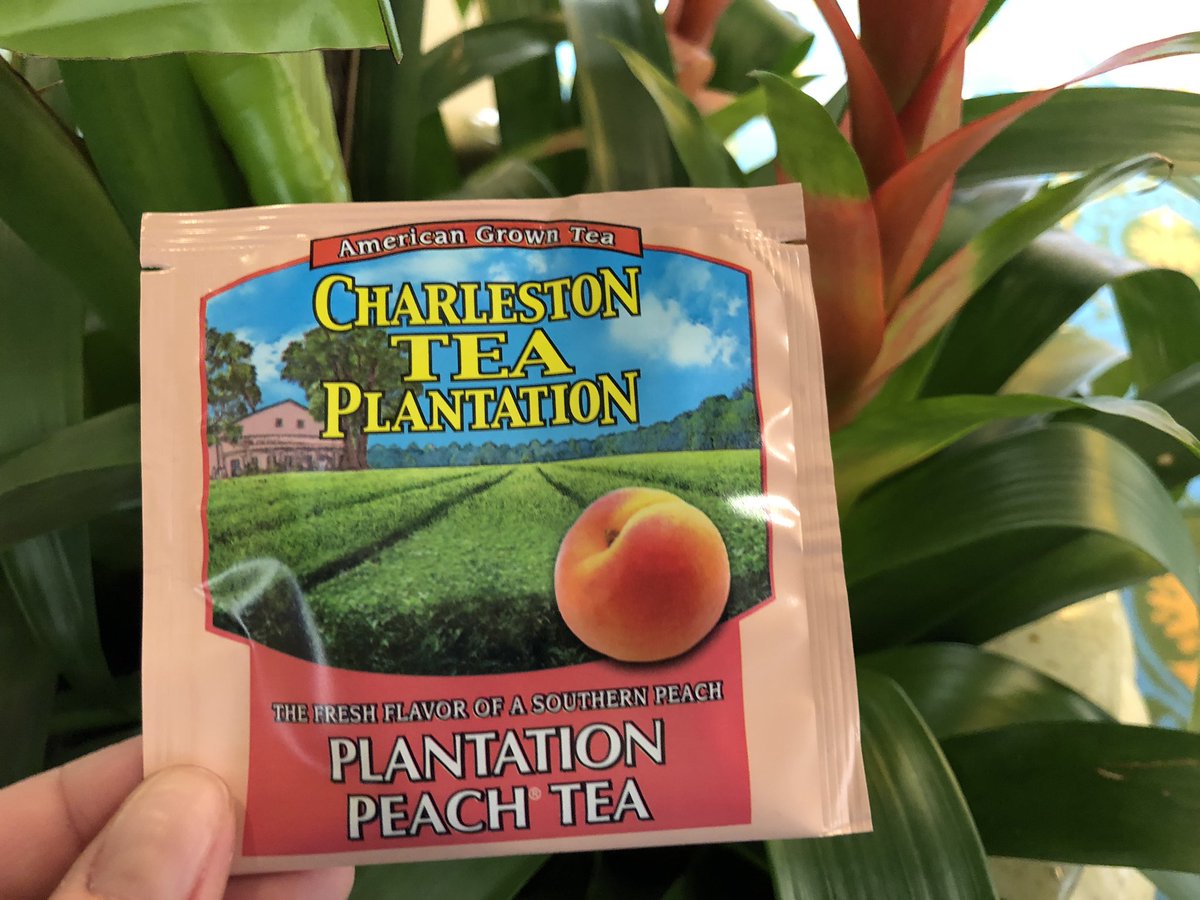 American Grown Tea
CHARLESTON
TEA
PLANTATION
THE FRESH FLAVOR OF A SOUTHERN PEACH
PLANTATION
PEACH® TEA